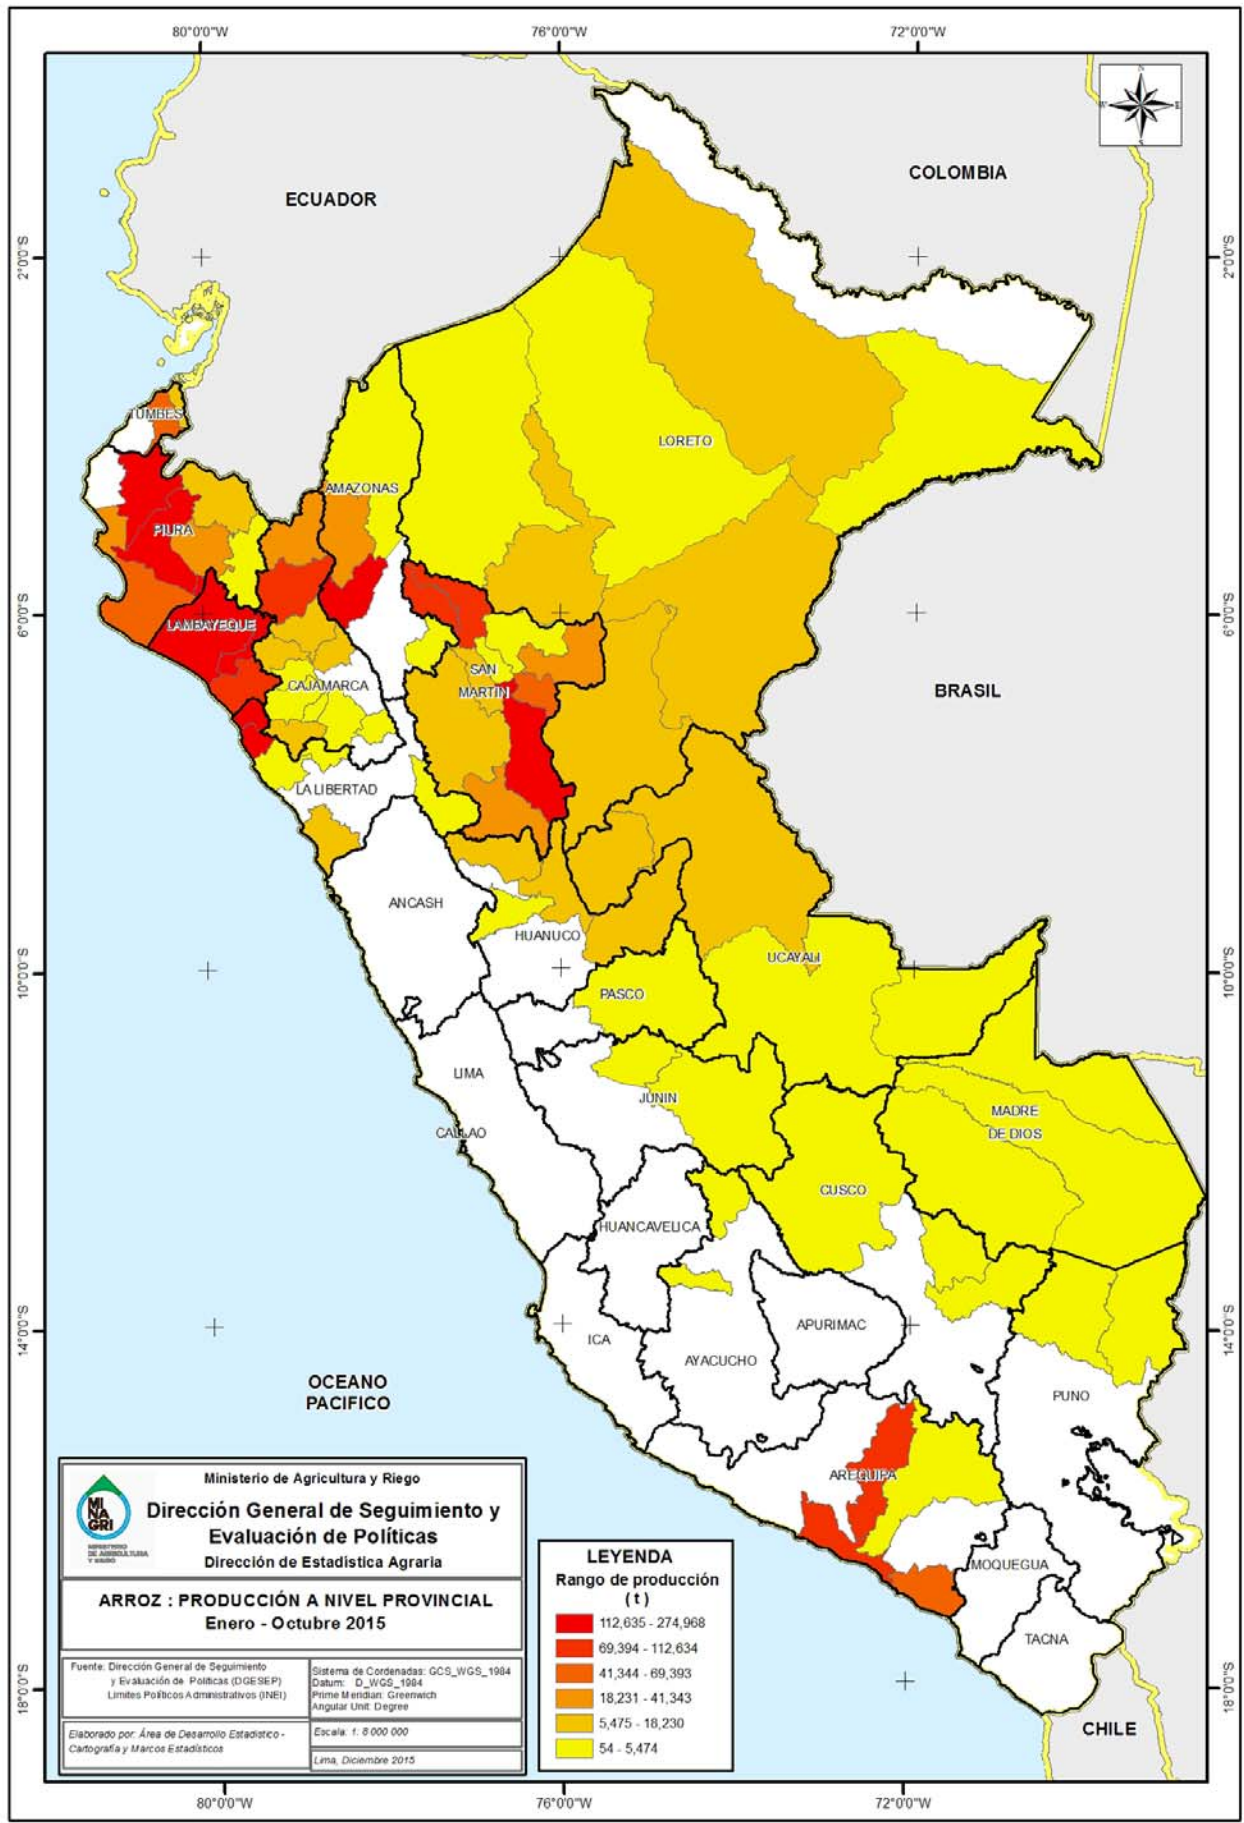 80°0'0"W 76°0'0"W 72°0'0"W
N
W E
S
COLOMBIA
ECUADOR
2°0'0"S 2°0'0"S
TUMBES
LORETO
AMAZONAS
PIURA
6°0'0"S 6°0'0"S
LAMBAYEQUE
SAN
MARTIN
CAJAMARCA
BRASIL
LA LIBERTAD
ANCASH
HUANUCO
UCAYALI
10°0'0"S 10°0'0"S
PASCO
LIMA
JUNIN
MADRE
DE DIOS
CALLAO
CUSCO
HUANCAVELICA
14°0'0"S 14°0'0"S
APURIMAC
ICA
AYACUCHO
OCEANO
PACIFICO
PUNO
AREQUIPA
MOQUEGUA
TACNA
CHILE
18°0'0"S 18°0'0"S
MI
NA
GRI
MINISTERIO
DE AGRICULTURA
Y RIEGO
Ministerio de Agricultura y Riego
Dirección General de Seguimiento y
Evaluación de Políticas
Dirección de Estadística Agraria
ARROZ : PRODUCCIÓN A NIVEL PROVINCIAL
Enero - Octubre 2015
Fuente: Dirección General de Seguimiento
y Evaluación de Políticas (DGESEP)
Limites Políticos Administrativos (INEI)
Sistema de Cordenadas: GCS_WGS_1984
Datum: D_WGS_1984
Prime Meridian: Greenwich
Angular Unit: Degree
Elaborado por: Área de Desarrollo Estadistico -
Cartografía y Marcos Estadísticos
Escala: 1: 8 000 000
Lima, Diciembre 2015
LEYENDA
Rango de producción
( t )
112,635 - 274,968
69,394 - 112,634
41,344 - 69,393
18,231 - 41,343
5,475 - 18,230
54 - 5,474
80°0'0"W 76°0'0"W 72°0'0"W